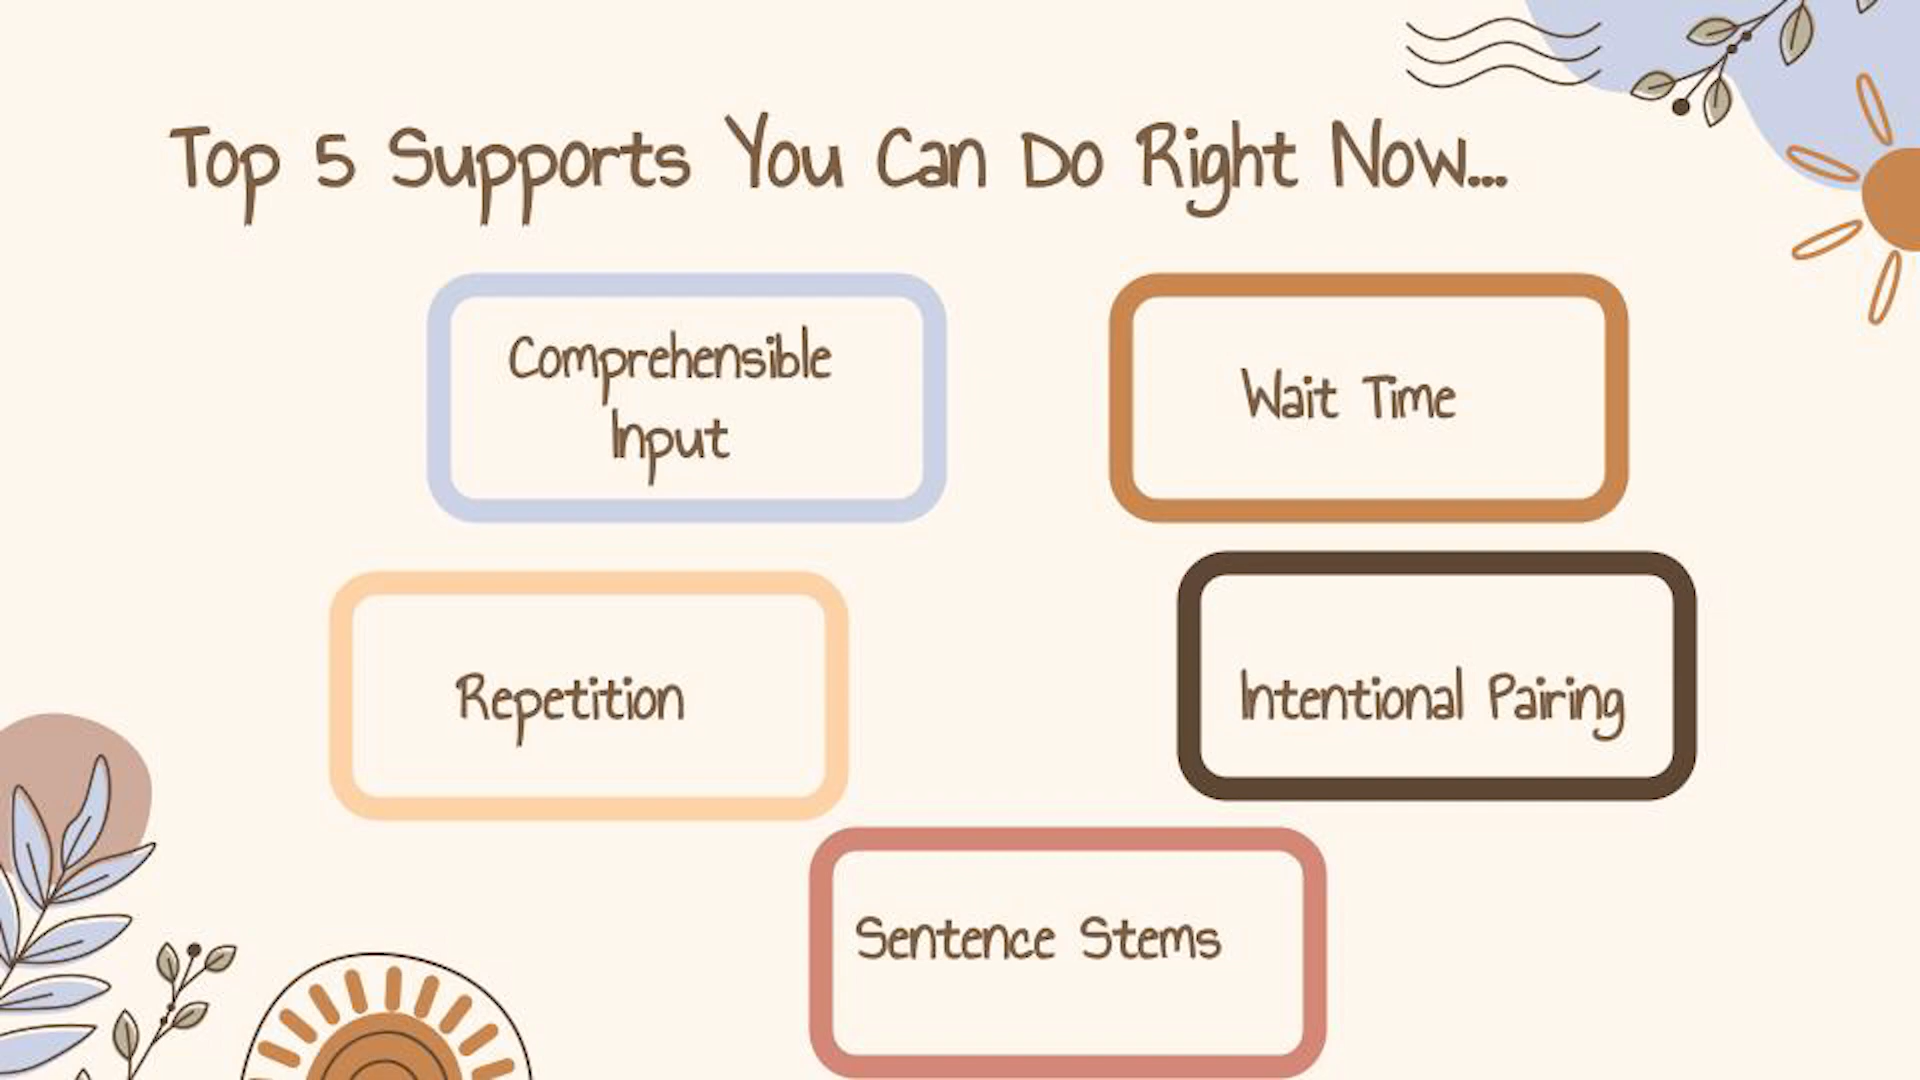 Top 5 Supports You Can Do Right Now...
Comprehensible
Input
Wait Time
Repetition
Intentional Pairing
Sentence Stems